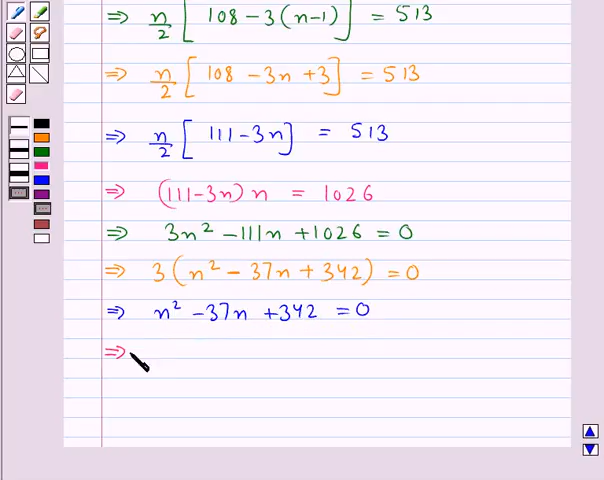 ⇒ n/2 [ 108 - 3(n-1) ] = 513
⇒ n/2 [ 108 - 3n + 3 ] = 513
⇒ n/2 [ 111 - 3n ] = 513
⇒ (111 - 3n) n = 1026
⇒ 3n² - 111n + 1026 = 0
⇒ 3 ( n² - 37n + 342 ) = 0
⇒ n² - 37n + 342 = 0
⇒